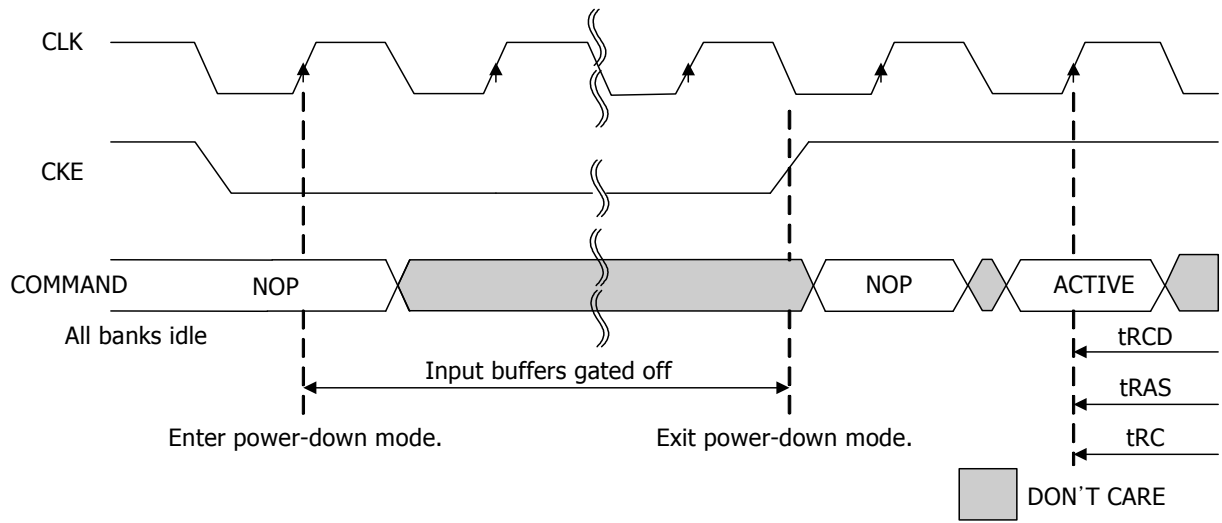 CLK
CKE
COMMAND
NOP
NOP
ACTIVE
All banks idle
tRCD
Input buffers gated off
tRAS
Enter power-down mode.
Exit power-down mode.
tRC
DON'T CARE